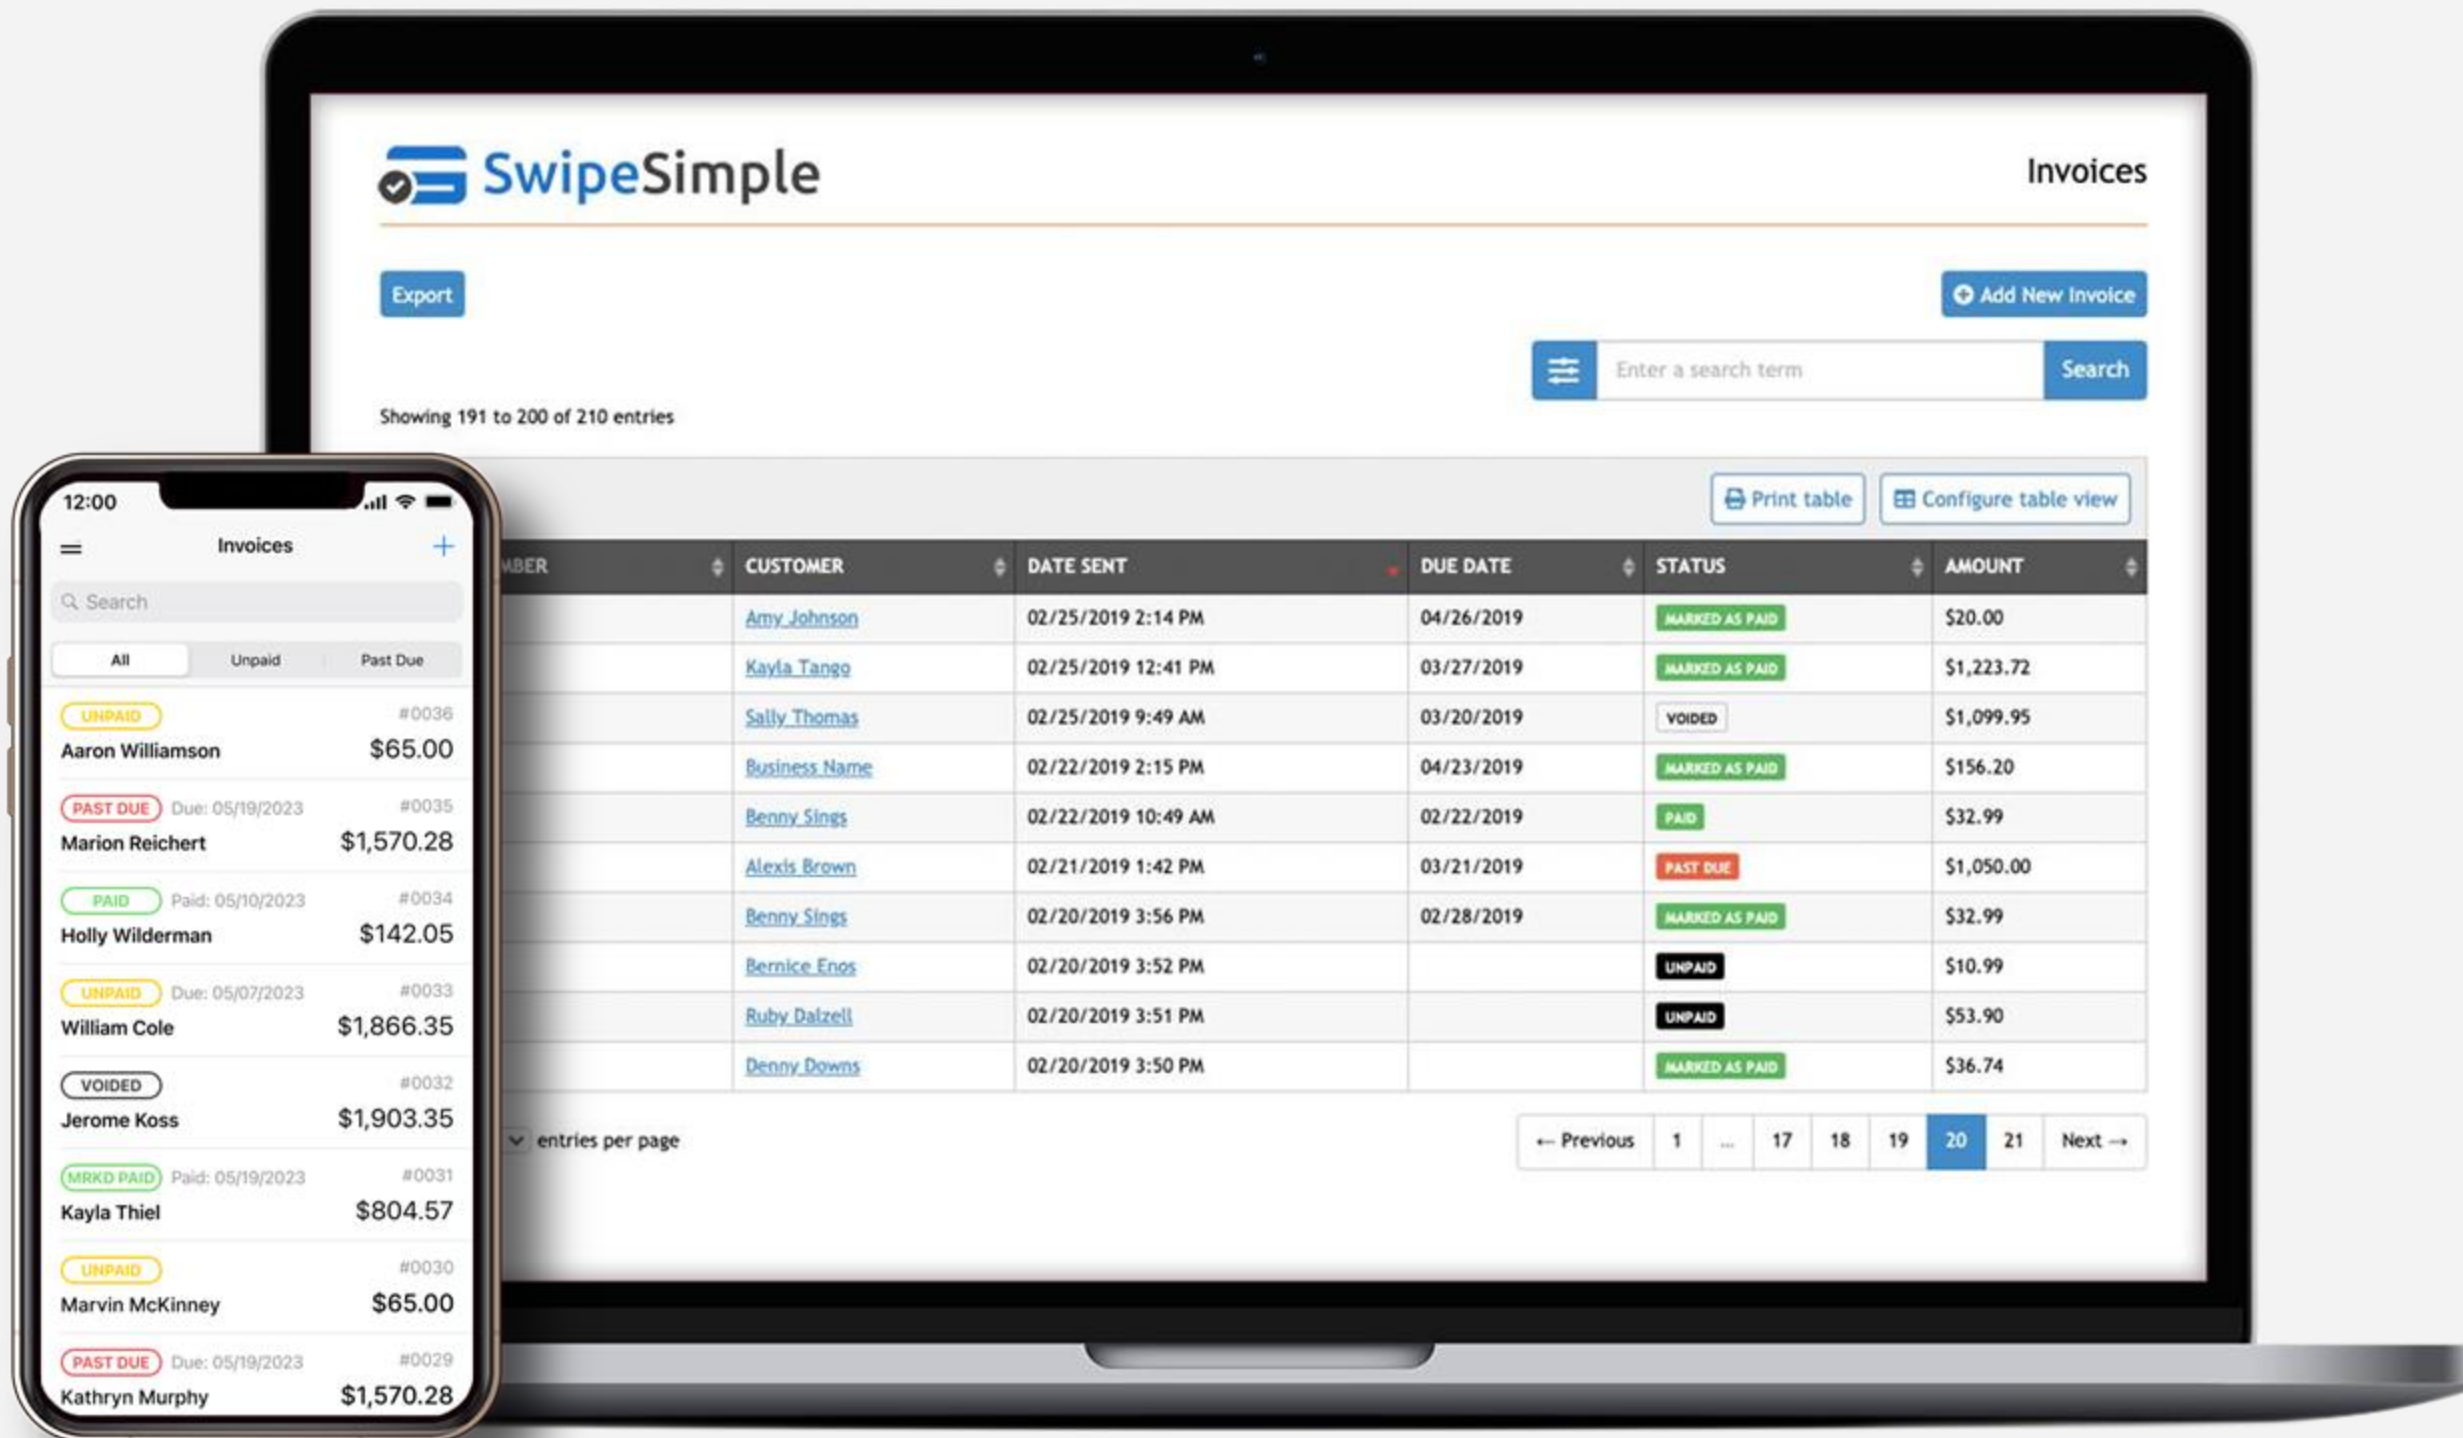 SwipeSimple
Invoices
Export
Add New Invoice
Enter a search term
Search
Showing 191 to 200 of 210 entries
Print table
Configure table view
CUSTOMER DATE SENT DUE DATE STATUS AMOUNT
Amy Johnson 02/25/2019 2:14 PM 04/26/2019 MARKED AS PAID $20.00
Kayla Tango 02/25/2019 12:41 PM 03/27/2019 MARKED AS PAID $1,223.72
Sally Thomas 02/25/2019 9:49 AM 03/20/2019 VOIDED $1,099.95
Business Name 02/22/2019 2:15 PM 04/23/2019 MARKED AS PAID $156.20
Benny Sings 02/22/2019 10:49 AM 02/22/2019 PAID $32.99
Alexis Brown 02/21/2019 1:42 PM 03/21/2019 PAST DUE $1,050.00
Benny Sings 02/20/2019 3:56 PM 02/28/2019 MARKED AS PAID $32.99
Bernice Enos 02/20/2019 3:52 PM UNPAID $10.99
Ruby Dalzell 02/20/2019 3:51 PM UNPAID $53.90
Denny Downs 02/20/2019 3:50 PM MARKED AS PAID $36.74
entries per page
← Previous 1 ... 17 18 19 20 21 Next →
12:00
Invoices
Search
All Unpaid Past Due
UNPAID #0036
Aaron Williamson $65.00
PAST DUE Due: 05/19/2023 #0035
Marion Reichert $1,570.28
PAID Paid: 05/10/2023 #0034
Holly Wilderman $142.05
UNPAID Due: 05/07/2023 #0033
William Cole $1,866.35
VOIDED #0032
Jerome Koss $1,903.35
MRKD PAID Paid: 05/19/2023 #0031
Kayla Thiel $804.57
UNPAID #0030
Marvin McKinney $65.00
PAST DUE Due: 05/19/2023 #0029
Kathryn Murphy $1,570.28